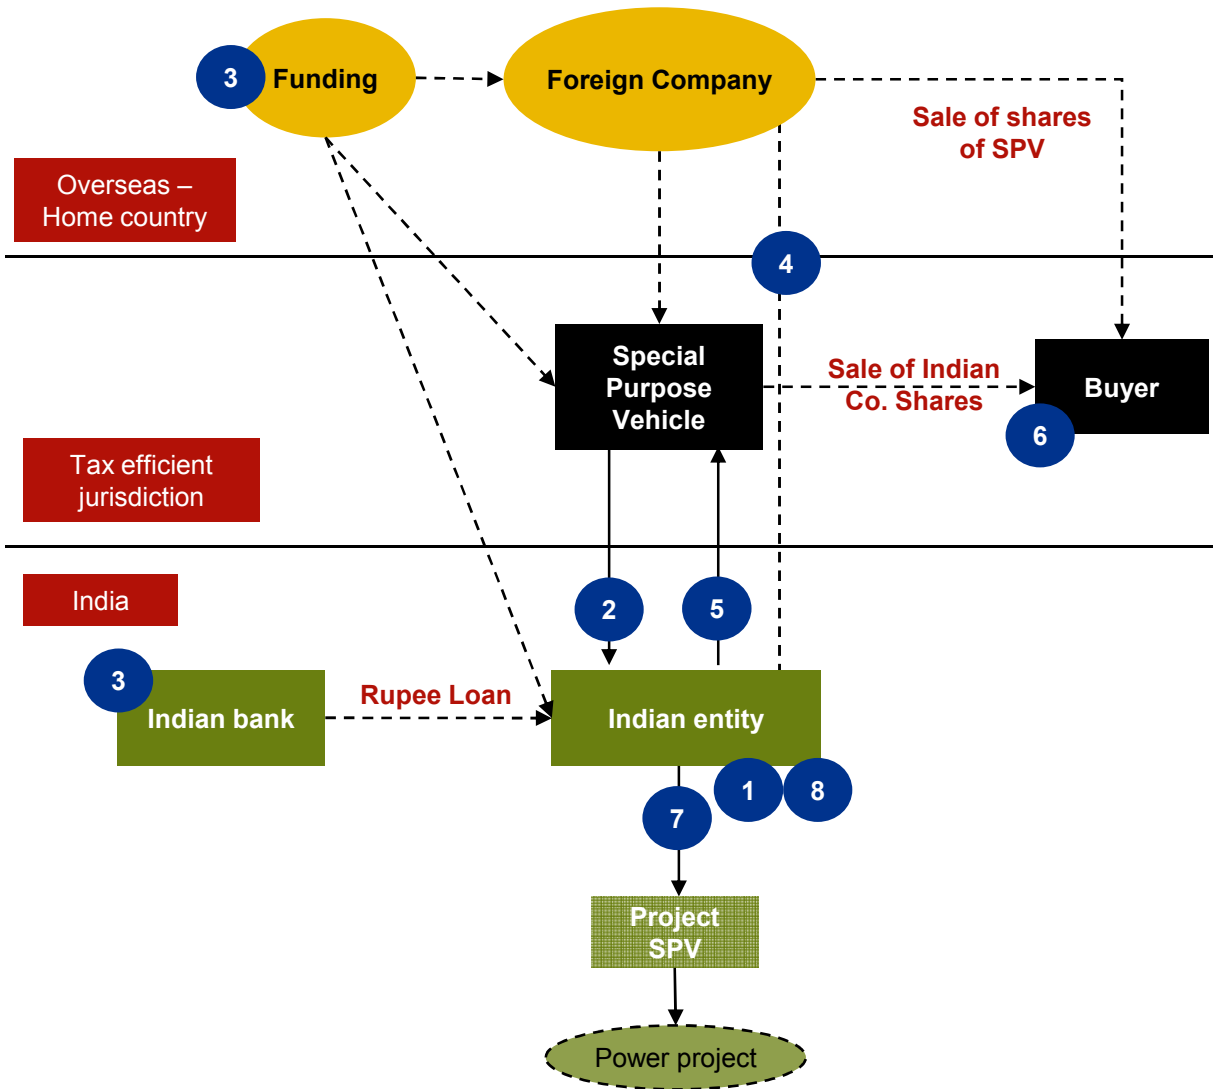 3
Funding
Foreign Company
Sale of shares
of SPV
Overseas –
Home country
4
Special
Purpose
Vehicle
Sale of Indian
Co. Shares
Buyer
6
Tax efficient
jurisdiction
India
2
5
3
Indian bank
Rupee Loan
Indian entity
1
8
7
Project
SPV
Power project